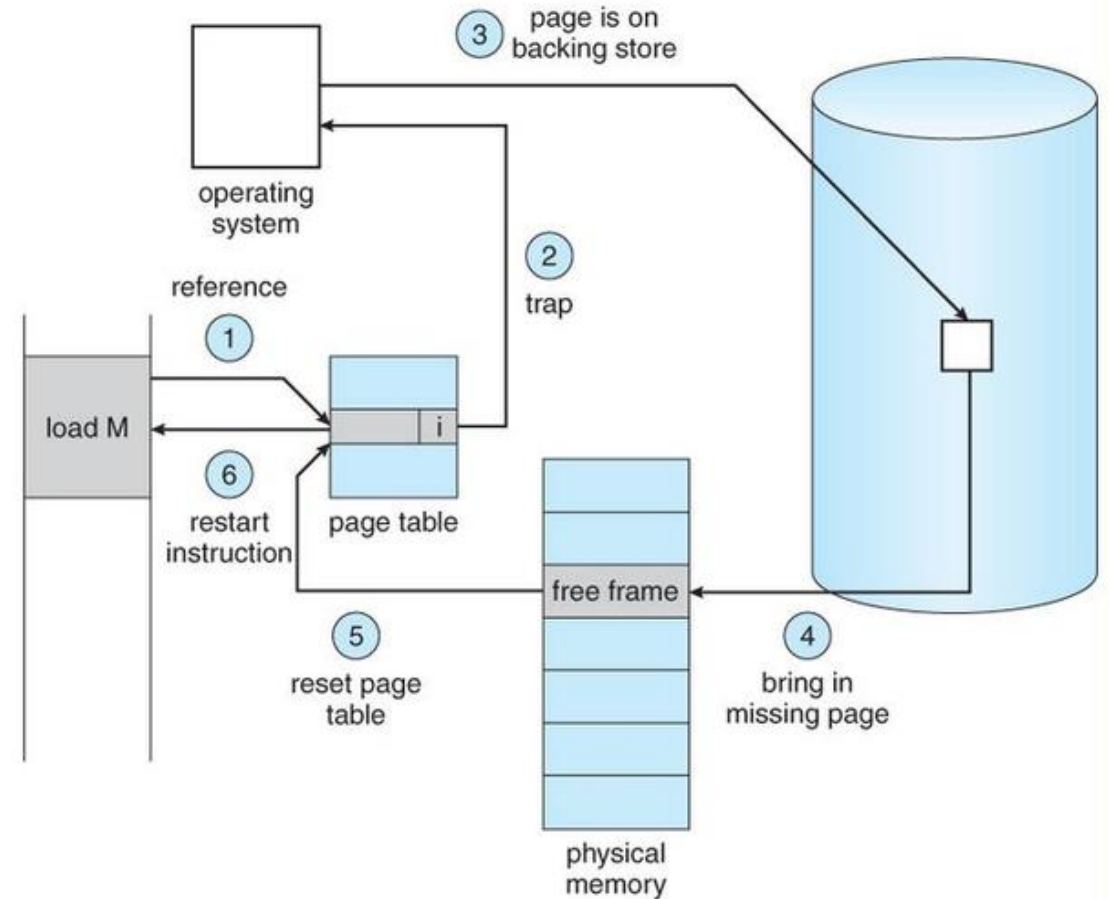 3
page is on
backing store
operating
system
2
trap
reference
1
load M
i
6
restart
instruction
page table
free frame
5
reset page
table
4
bring in
missing page
physical
memory